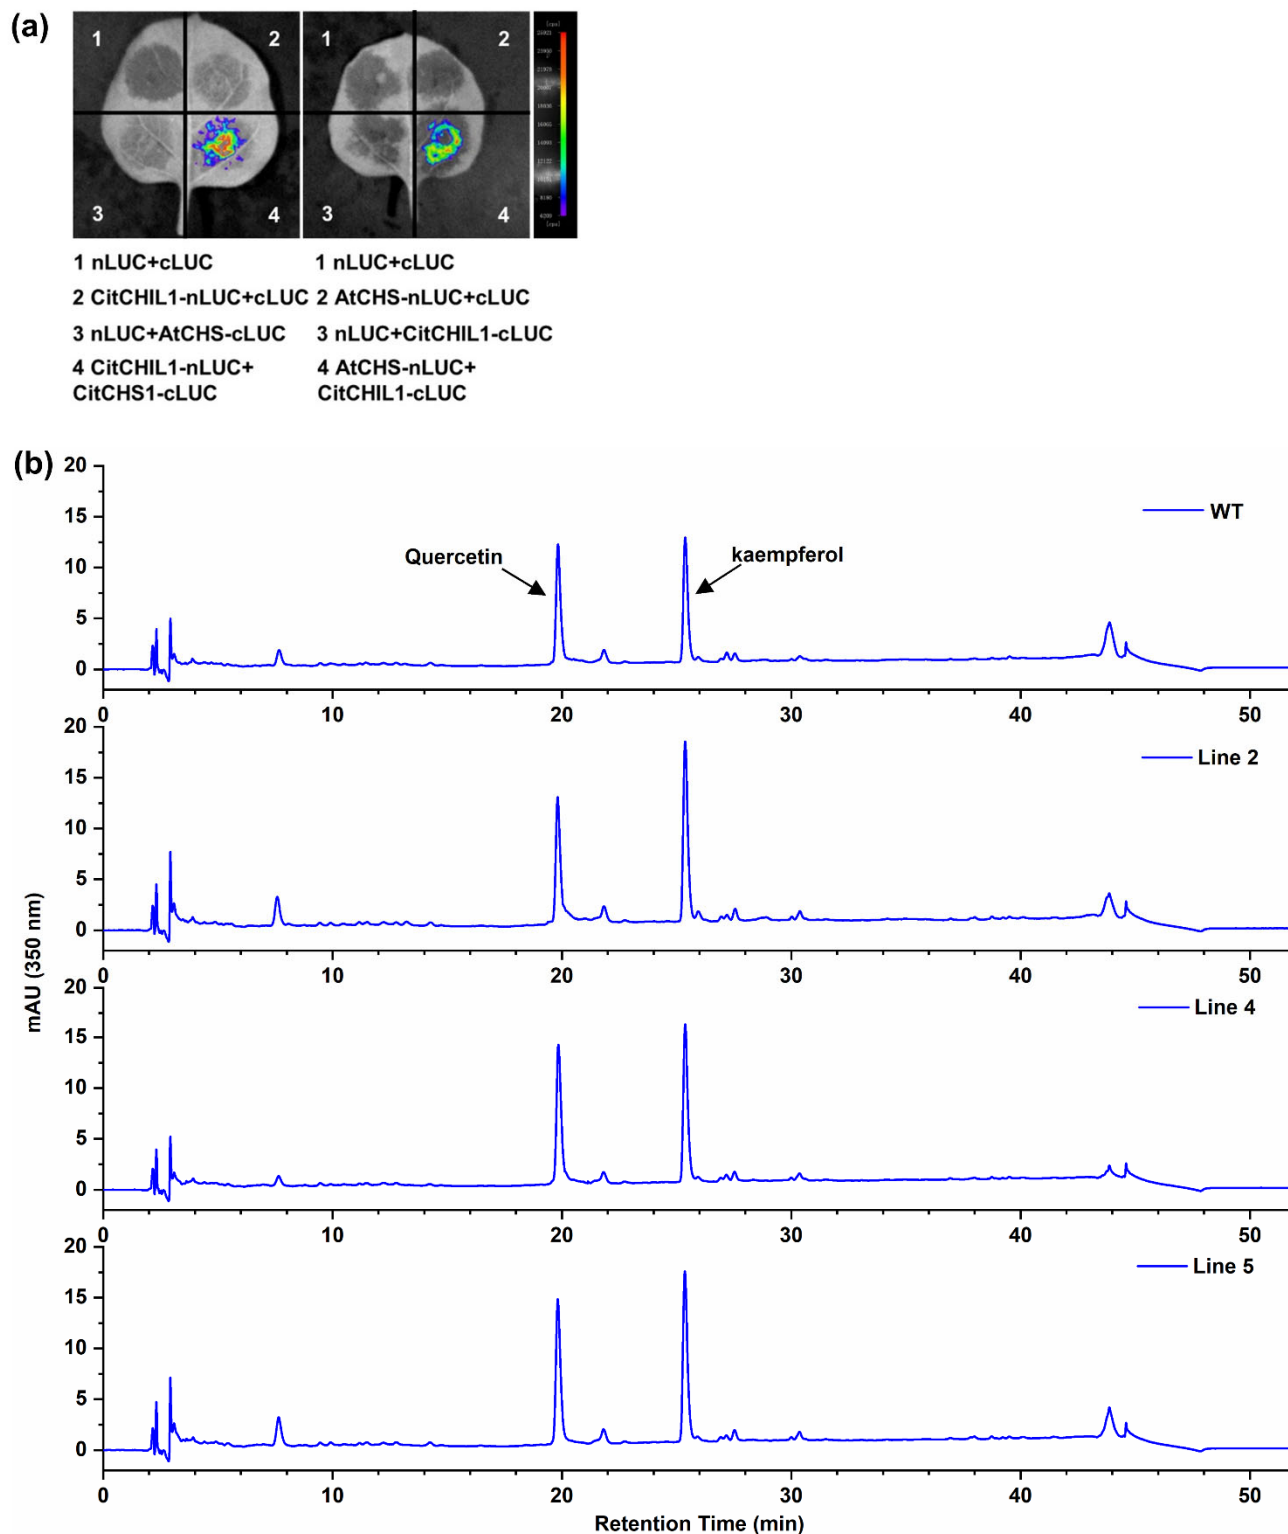 (a)
1 2 1 2
3 4 3 4
[cps]
[cps]
1 nLUC+cLUC
2 CitCHIL1-nLUC+cLUC
3 nLUC+AtCHS-cLUC
4 CitCHIL1-nLUC+
CitCHS1-cLUC
1 nLUC+cLUC
2 AtCHS-nLUC+cLUC
3 nLUC+CitCHIL1-cLUC
4 AtCHS-nLUC+
CitCHIL1-cLUC
(b)
mAU (350 nm)
20
15
10
5
0
WT
Quercetin
kaempferol
0 10 20 30 40 50
20
15
10
5
0
Line 2
0 10 20 30 40 50
20
15
10
5
0
Line 4
0 10 20 30 40 50
20
15
10
5
0
Line 5
0 10 20 30 40 50
Retention Time (min)